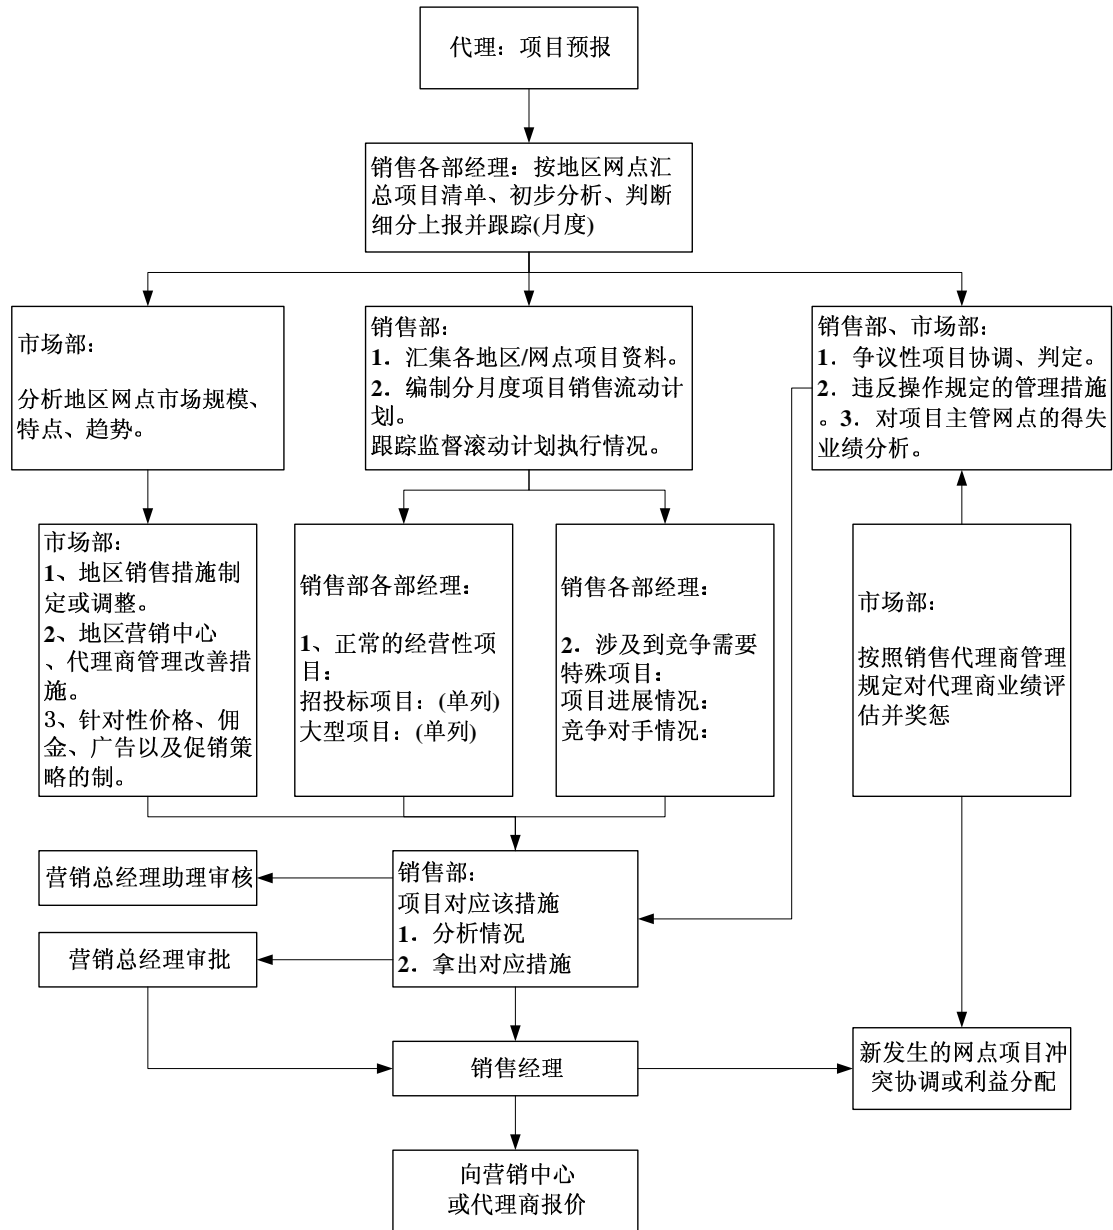 代理：项目预报
销售各部经理：按地区网点汇
总项目清单、初步分析、判断
细分上报并跟踪(月度)
市场部：
分析地区网点市场规模、
特点、趋势。
销售部：
1．汇集各地区/网点项目资料。
2．编制分月度项目销售流动计
划。
跟踪监督滚动计划执行情况。
销售部、市场部：
1．争议性项目协调、判定。
2．违反操作规定的管理措施
。3．对项目主管网点的得失
业绩分析。
市场部：
1、地区销售措施制
定或调整。
2、地区营销中心
、代理商管理改善措
施。
3、针对性价格、佣
金、广告以及促销策
略的制。
销售部各部经理：
1、正常的经营性项
目：
招投标项目：(单列)
大型项目：(单列)
销售各部经理：
2．涉及到竞争需要
特殊项目：
项目进展情况：
竞争对手情况：
市场部：
按照销售代理商管理
规定对代理商业绩评
估并奖惩
营销总经理助理审核
营销总经理审批
销售部：
项目对应该措施
1．分析情况
2．拿出对应措施
销售经理
新发生的网点项目冲
突协调或利益分配
向营销中心
或代理商报价